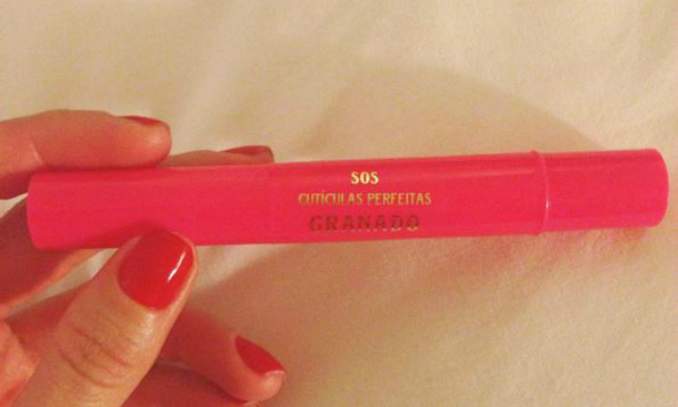 SOS
CUTÍCULAS PERFEITAS
GRANADO